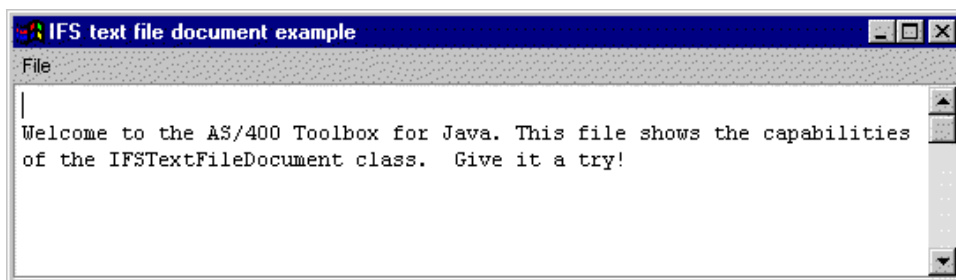 IFS text file document example
File
Welcome to the AS/400 Toolbox for Java. This file shows the capabilities
of the IFSTextFileDocument class.  Give it a try!